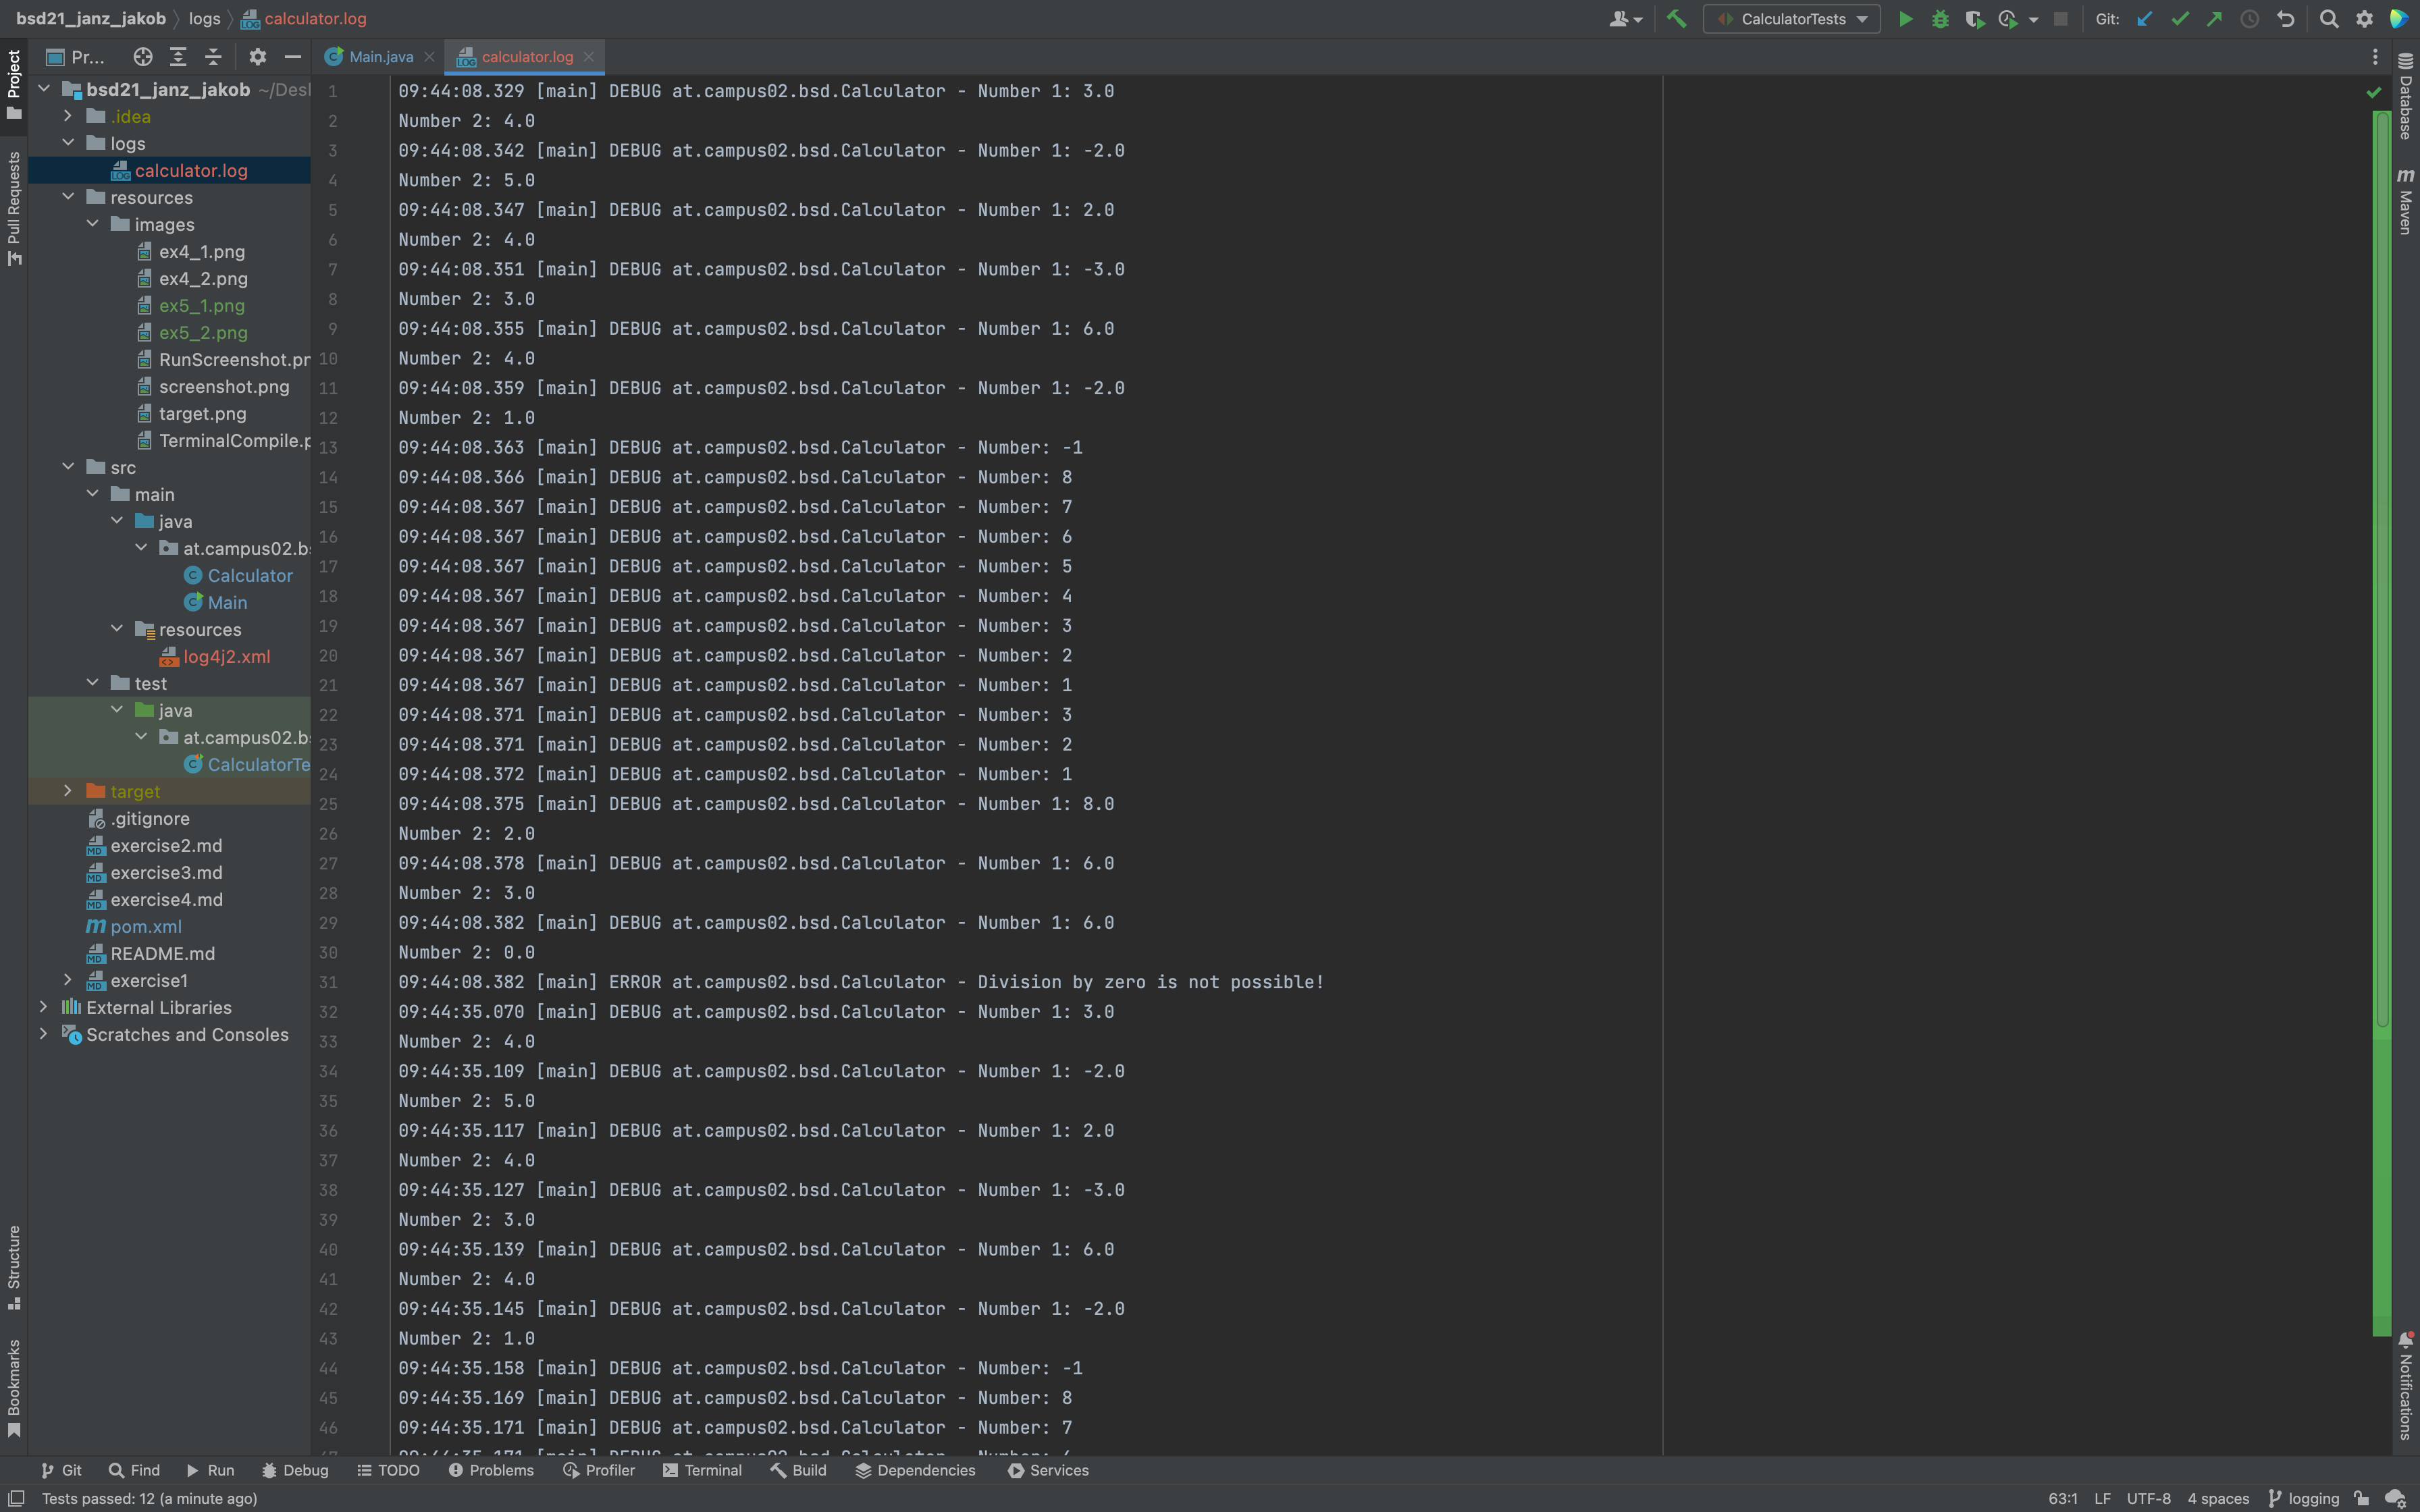 bsd21_janz_jakob
logs
calculator.log
CalculatorTests
Git:
Project
Pull Requests
Structure
Bookmarks
Pr...
bsd21_janz_jakob ~/Desl
.idea
logs
calculator.log
resources
images
ex4_1.png
ex4_2.png
ex5_1.png
ex5_2.png
RunScreenshot.pr
screenshot.png
target.png
TerminalCompile.p
src
main
java
at.campus02.b
Calculator
Main
resources
log4j2.xml
test
java
at.campus02.b
CalculatorTe
target
.gitignore
exercise2.md
exercise3.md
exercise4.md
pom.xml
README.md
exercise1
External Libraries
Scratches and Consoles
Main.java
calculator.log
1 09:44:08.329 [main] DEBUG at.campus02.bsd.Calculator - Number 1: 3.0
2 Number 2: 4.0
3 09:44:08.342 [main] DEBUG at.campus02.bsd.Calculator - Number 1: -2.0
4 Number 2: 5.0
5 09:44:08.347 [main] DEBUG at.campus02.bsd.Calculator - Number 1: 2.0
6 Number 2: 4.0
7 09:44:08.351 [main] DEBUG at.campus02.bsd.Calculator - Number 1: -3.0
8 Number 2: 3.0
9 09:44:08.355 [main] DEBUG at.campus02.bsd.Calculator - Number 1: 6.0
10 Number 2: 4.0
11 09:44:08.359 [main] DEBUG at.campus02.bsd.Calculator - Number 1: -2.0
12 Number 2: 1.0
13 09:44:08.363 [main] DEBUG at.campus02.bsd.Calculator - Number: -1
14 09:44:08.366 [main] DEBUG at.campus02.bsd.Calculator - Number: 8
15 09:44:08.367 [main] DEBUG at.campus02.bsd.Calculator - Number: 7
16 09:44:08.367 [main] DEBUG at.campus02.bsd.Calculator - Number: 6
17 09:44:08.367 [main] DEBUG at.campus02.bsd.Calculator - Number: 5
18 09:44:08.367 [main] DEBUG at.campus02.bsd.Calculator - Number: 4
19 09:44:08.367 [main] DEBUG at.campus02.bsd.Calculator - Number: 3
20 09:44:08.367 [main] DEBUG at.campus02.bsd.Calculator - Number: 2
21 09:44:08.367 [main] DEBUG at.campus02.bsd.Calculator - Number: 1
22 09:44:08.371 [main] DEBUG at.campus02.bsd.Calculator - Number: 3
23 09:44:08.371 [main] DEBUG at.campus02.bsd.Calculator - Number: 2
24 09:44:08.372 [main] DEBUG at.campus02.bsd.Calculator - Number: 1
25 09:44:08.375 [main] DEBUG at.campus02.bsd.Calculator - Number 1: 8.0
26 Number 2: 2.0
27 09:44:08.378 [main] DEBUG at.campus02.bsd.Calculator - Number 1: 6.0
28 Number 2: 3.0
29 09:44:08.382 [main] DEBUG at.campus02.bsd.Calculator - Number 1: 6.0
30 Number 2: 0.0
31 09:44:08.382 [main] ERROR at.campus02.bsd.Calculator - Division by zero is not possible!
32 09:44:35.070 [main] DEBUG at.campus02.bsd.Calculator - Number 1: 3.0
33 Number 2: 4.0
34 09:44:35.109 [main] DEBUG at.campus02.bsd.Calculator - Number 1: -2.0
35 Number 2: 5.0
36 09:44:35.117 [main] DEBUG at.campus02.bsd.Calculator - Number 1: 2.0
37 Number 2: 4.0
38 09:44:35.127 [main] DEBUG at.campus02.bsd.Calculator - Number 1: -3.0
39 Number 2: 3.0
40 09:44:35.139 [main] DEBUG at.campus02.bsd.Calculator - Number 1: 6.0
41 Number 2: 4.0
42 09:44:35.145 [main] DEBUG at.campus02.bsd.Calculator - Number 1: -2.0
43 Number 2: 1.0
44 09:44:35.158 [main] DEBUG at.campus02.bsd.Calculator - Number: -1
45 09:44:35.169 [main] DEBUG at.campus02.bsd.Calculator - Number: 8
46 09:44:35.171 [main] DEBUG at.campus02.bsd.Calculator - Number: 7
Database
m Maven
Notifications
Git
Find
Run
Debug
TODO
Problems
Profiler
Terminal
Build
Dependencies
Services
Tests passed: 12 (a minute ago)
63:1
LF
UTF-8
4 spaces
logging